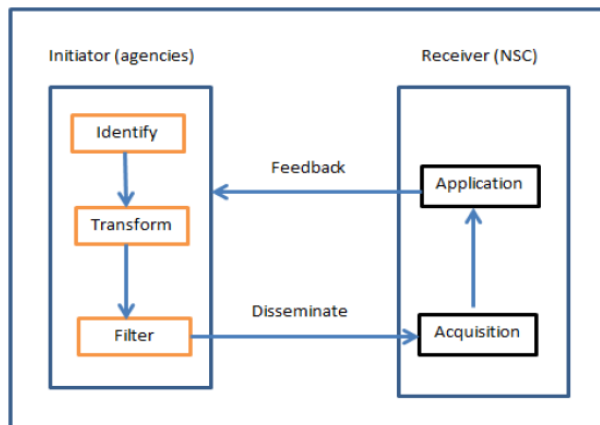 Initiator (agencies)
Receiver (NSC)
Identify
Feedback
Application
Transform
Disseminate
Filter
Acquisition